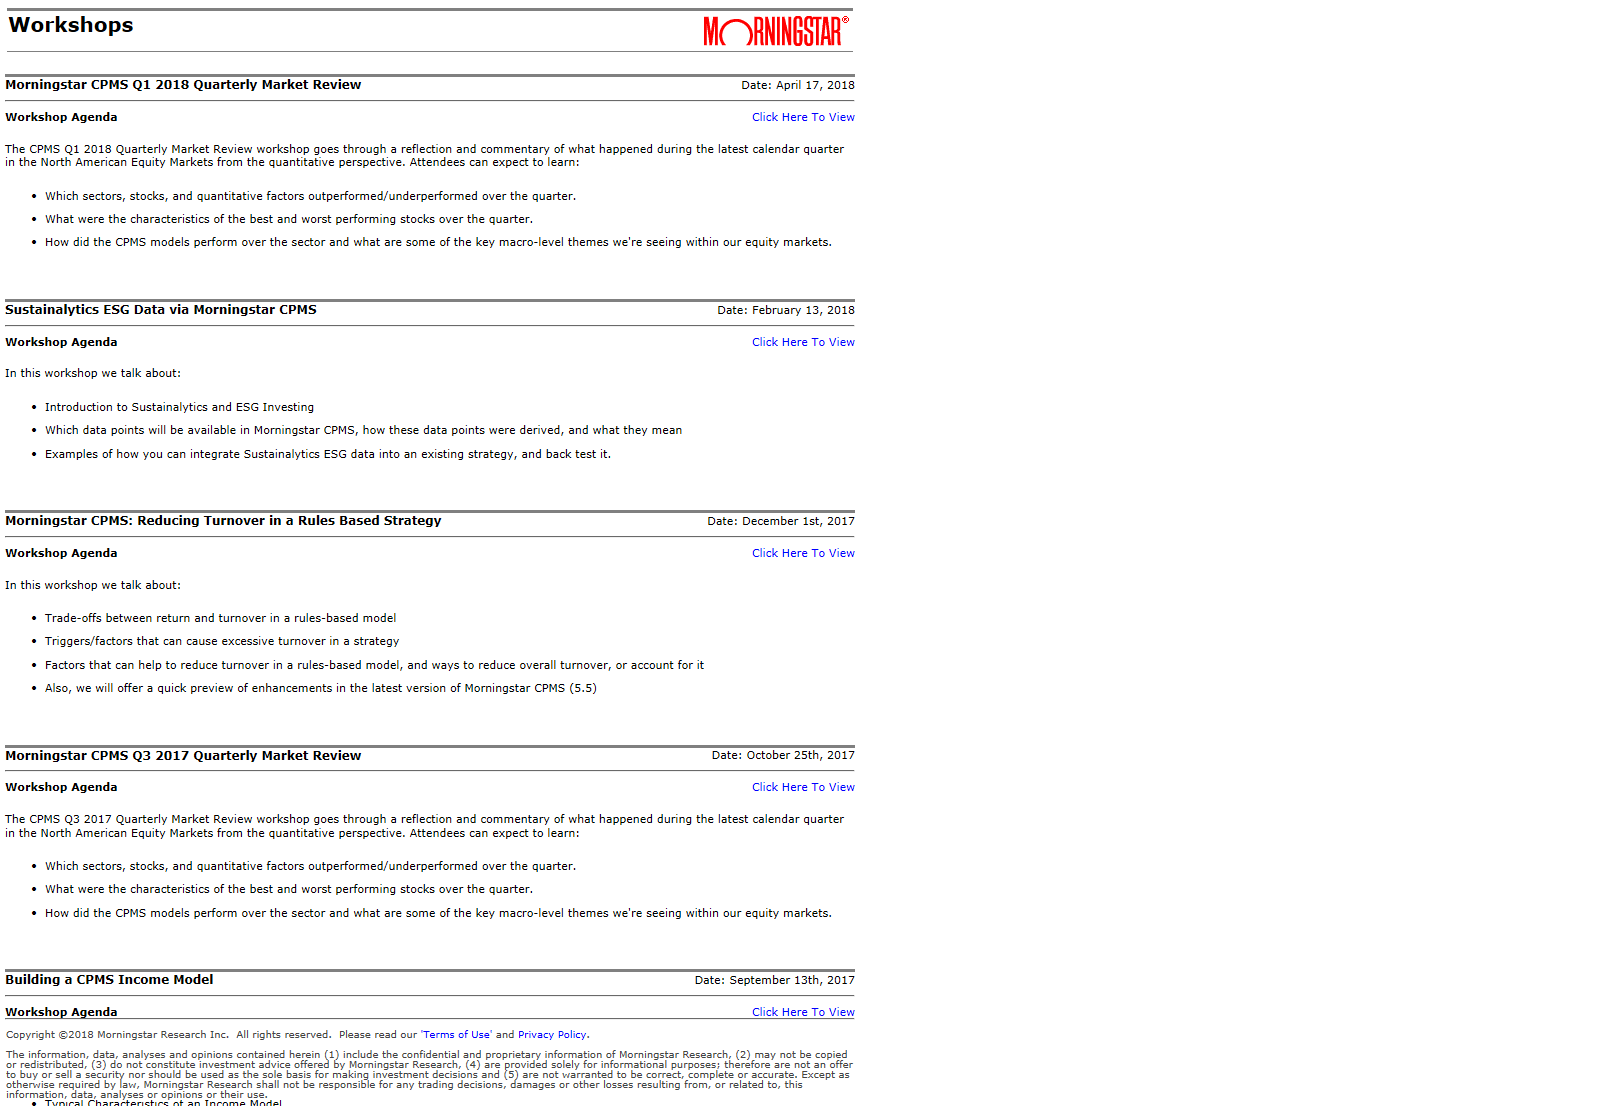 Workshops
MORNINGSTAR®
Morningstar CPMS Q1 2018 Quarterly Market Review
Date: April 17, 2018
Workshop Agenda
Click Here To View
The CPMS Q1 2018 Quarterly Market Review workshop goes through a reflection and commentary of what happened during the latest calendar quarter
in the North American Equity Markets from the quantitative perspective. Attendees can expect to learn:
• Which sectors, stocks, and quantitative factors outperformed/underperformed over the quarter.
• What were the characteristics of the best and worst performing stocks over the quarter.
• How did the CPMS models perform over the sector and what are some of the key macro-level themes we're seeing within our equity markets.
Sustainalytics ESG Data via Morningstar CPMS
Date: February 13, 2018
Workshop Agenda
Click Here To View
In this workshop we talk about:
• Introduction to Sustainalytics and ESG Investing
• Which data points will be available in Morningstar CPMS, how these data points were derived, and what they mean
• Examples of how you can integrate Sustainalytics ESG data into an existing strategy, and back test it.
Morningstar CPMS: Reducing Turnover in a Rules Based Strategy
Date: December 1st, 2017
Workshop Agenda
Click Here To View
In this workshop we talk about:
• Trade-offs between return and turnover in a rules-based model
• Triggers/factors that can cause excessive turnover in a strategy
• Factors that can help to reduce turnover in a rules-based model, and ways to reduce overall turnover, or account for it
• Also, we will offer a quick preview of enhancements in the latest version of Morningstar CPMS (5.5)
Morningstar CPMS Q3 2017 Quarterly Market Review
Date: October 25th, 2017
Workshop Agenda
Click Here To View
The CPMS Q3 2017 Quarterly Market Review workshop goes through a reflection and commentary of what happened during the latest calendar quarter
in the North American Equity Markets from the quantitative perspective. Attendees can expect to learn:
• Which sectors, stocks, and quantitative factors outperformed/underperformed over the quarter.
• What were the characteristics of the best and worst performing stocks over the quarter.
• How did the CPMS models perform over the sector and what are some of the key macro-level themes we're seeing within our equity markets.
Building a CPMS Income Model
Date: September 13th, 2017
Workshop Agenda
Click Here To View
Copyright ©2018 Morningstar Research Inc. All rights reserved. Please read our 'Terms of Use' and Privacy Policy.
The information, data, analyses and opinions contained herein (1) include the confidential and proprietary information of Morningstar Research, (2) may not be copied
or redistributed, (3) do not constitute investment advice offered by Morningstar Research, (4) are provided solely for informational purposes; therefore are not an offer
to buy or sell a security nor should be used as the sole basis for making investment decisions and (5) are not warranted to be correct, complete or accurate. Except as
otherwise required by law, Morningstar Research shall not be responsible for any trading decisions, damages or other losses resulting from, or related to, this
information, data, analyses or opinions or their use.
• Typical Characteristics of an Income Model